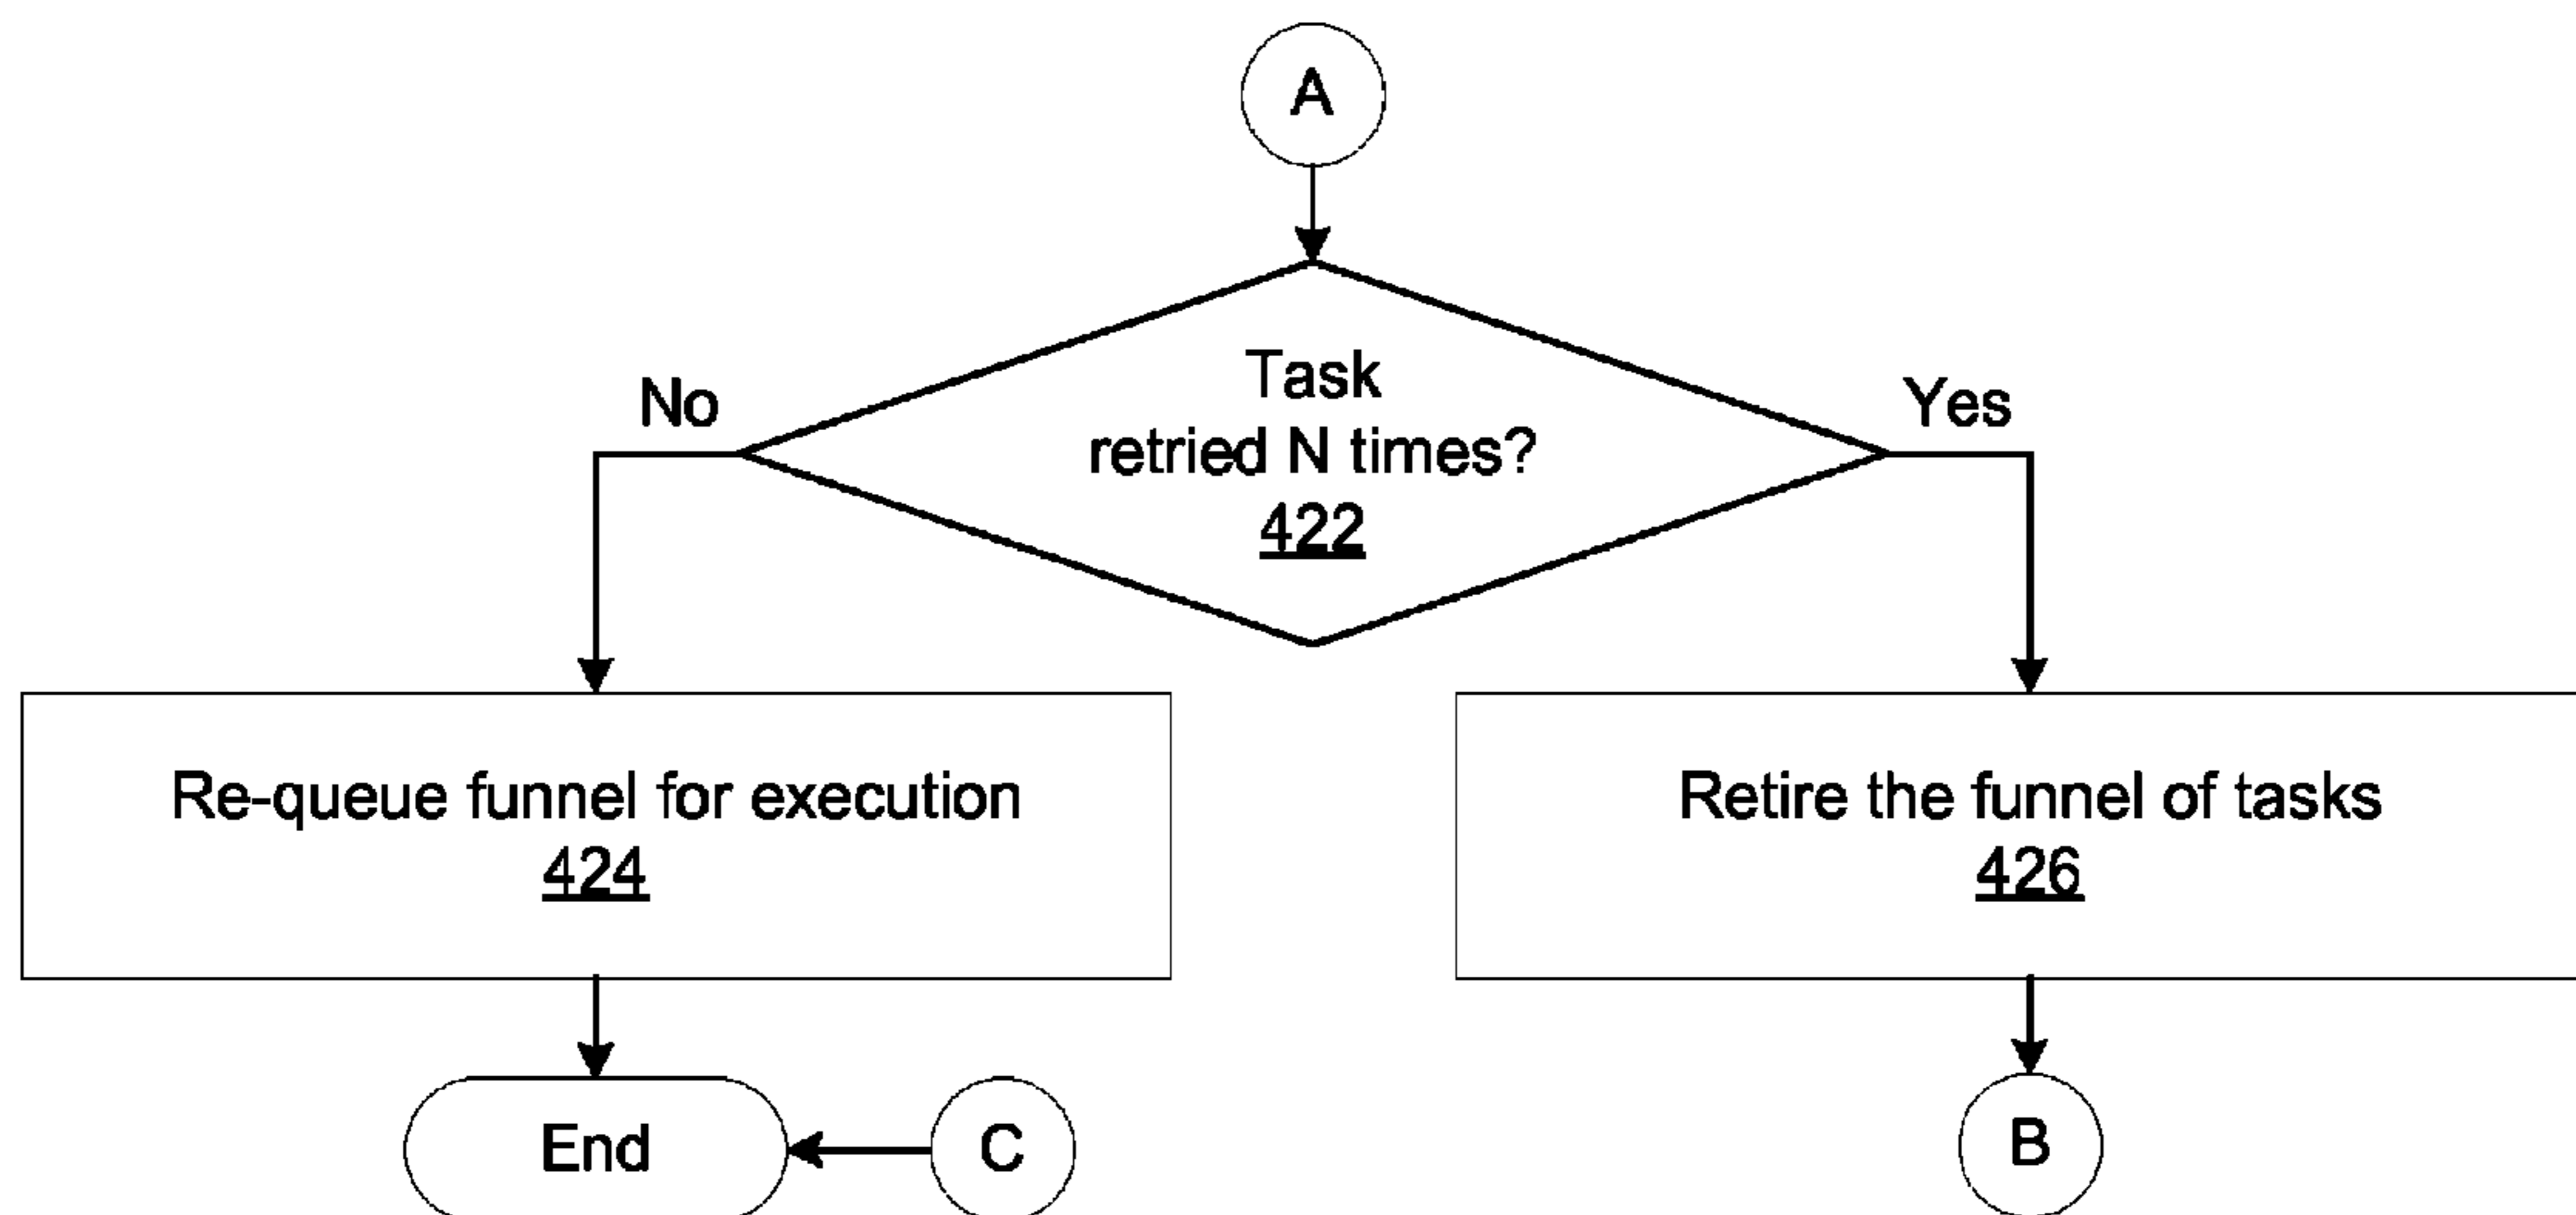 A
Task
retried N times?
422
No
Yes
Re-queue funnel for execution
424
Retire the funnel of tasks
426
End
C
B